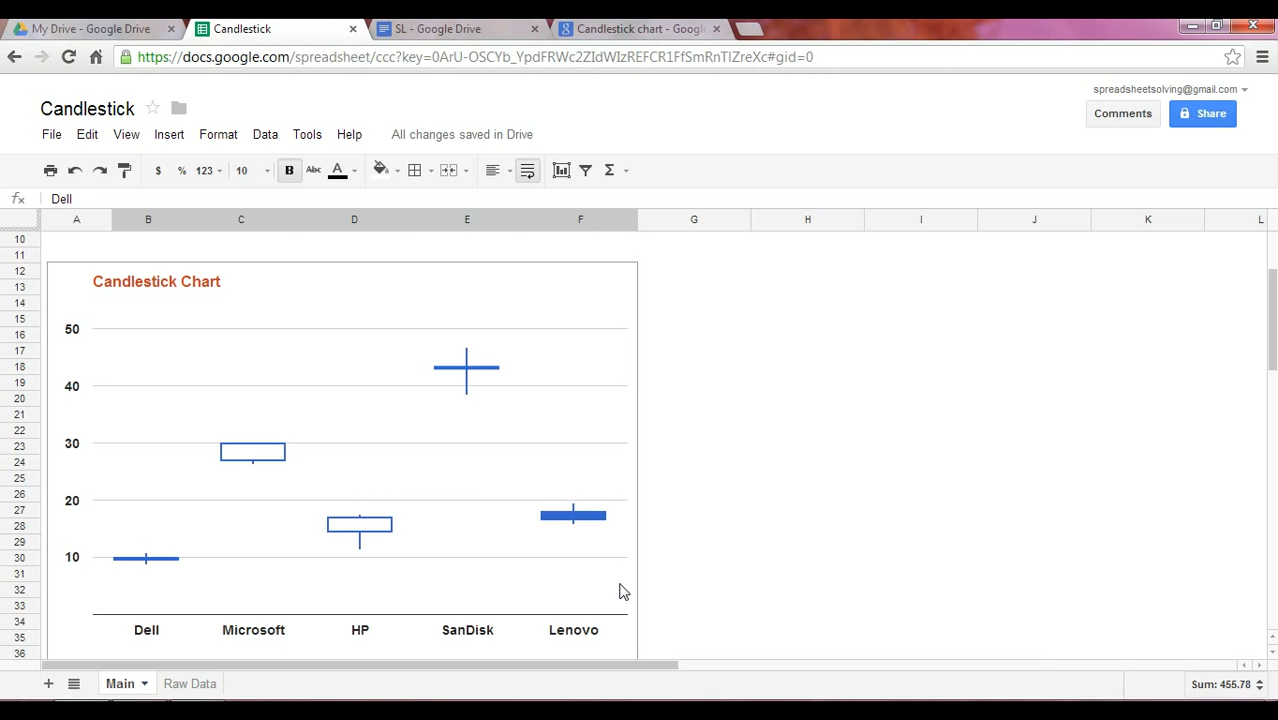 My Drive - Google Drive
Candlestick
SL - Google Drive
Candlestick chart - Googl
https://docs.google.com/spreadsheet/ccc?key=0ArU-OSCYb_YpdFRWc2ZIdWIzREFCR1FfSmRnTlZreXc#gid=0
spreadsheetsolving@gmail.com
Candlestick
Comments
Share
File Edit View Insert Format Data Tools Help All changes saved in Drive
$ % 123 10 B Abc A Σ
fx Dell
A B C D E F G H I J K L
10
11
12
13
14
15
16
17
18
19
20
21
22
23
24
25
26
27
28
29
30
31
32
33
34
35
36
Candlestick Chart
50
40
30
20
10
Dell Microsoft HP SanDisk Lenovo
Main Raw Data
Sum: 455.78